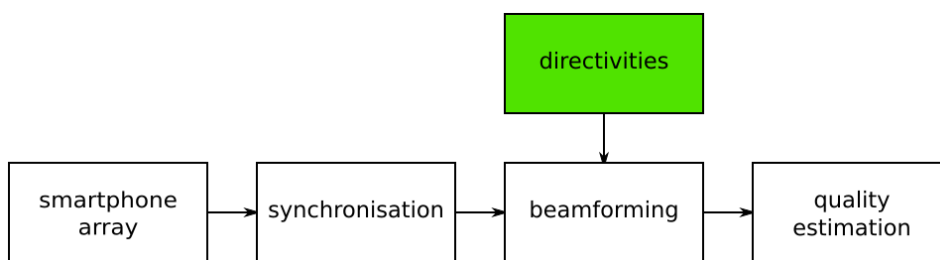 directivities
smartphone
array
synchronisation
beamforming
quality
estimation